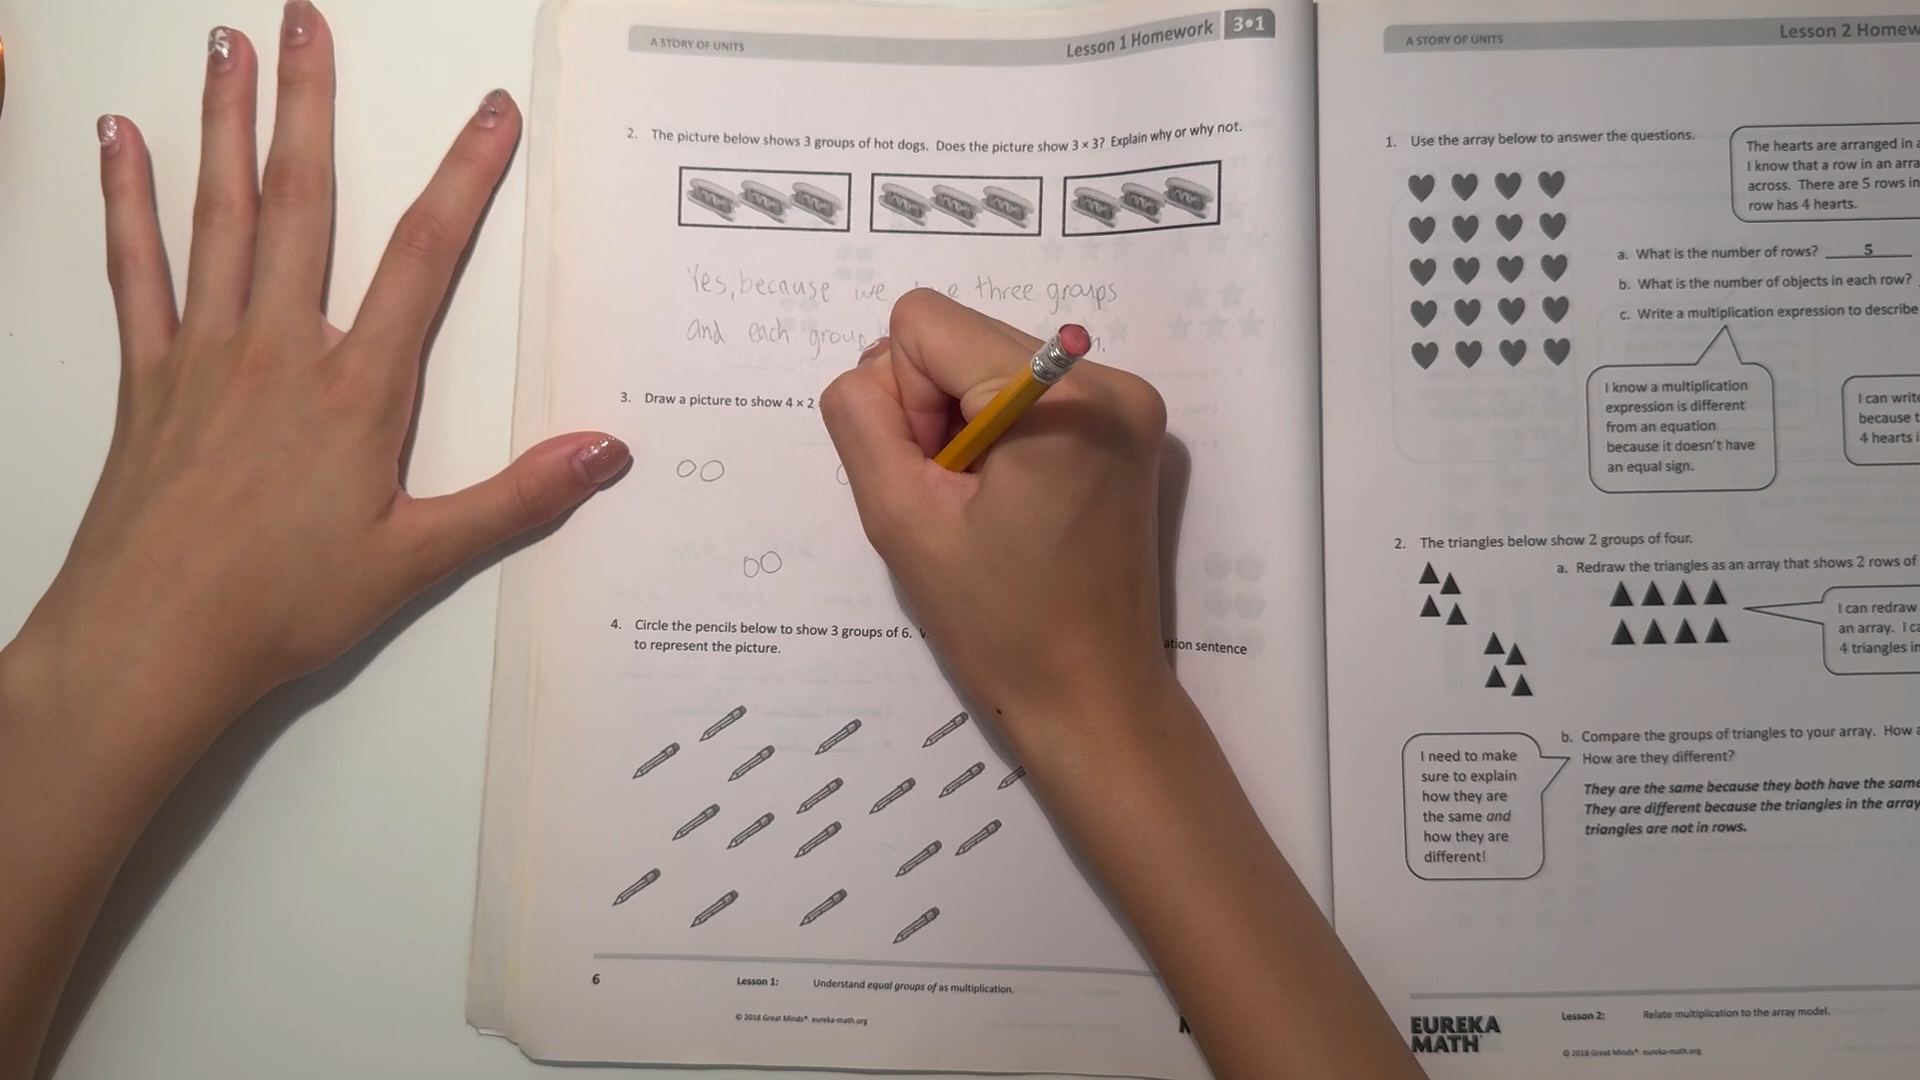 A STORY OF UNITS
Lesson 1 Homework 3•1
2. The picture below shows 3 groups of hot dogs. Does the picture show 3 × 3? Explain why or why not.
Yes, because we three groups
and each group
3. Draw a picture to show 4 × 2
4. Circle the pencils below to show 3 groups of 6.
ation sentence
to represent the picture.
6
Lesson 1: Understand equal groups of as multiplication.
© 2018 Great Minds®. eureka-math.org
A STORY OF UNITS
Lesson 2 Homew
1. Use the array below to answer the questions.
The hearts are arranged in a
I know that a row in an arra
across. There are 5 rows in
row has 4 hearts.
a. What is the number of rows? 5
b. What is the number of objects in each row?
c. Write a multiplication expression to describe
I know a multiplication
expression is different
from an equation
because it doesn't have
an equal sign.
I can write
because t
4 hearts i
2. The triangles below show 2 groups of four.
a. Redraw the triangles as an array that shows 2 rows of
I can redraw
an array. I ca
4 triangles in
b. Compare the groups of triangles to your array. How a
How are they different?
They are the same because they both have the same
They are different because the triangles in the array
triangles are not in rows.
I need to make
sure to explain
how they are
the same and
how they are
different!
EUREKA
MATH
Lesson 2: Relate multiplication to the array model.
© 2018 Great Minds®. eureka-math.org